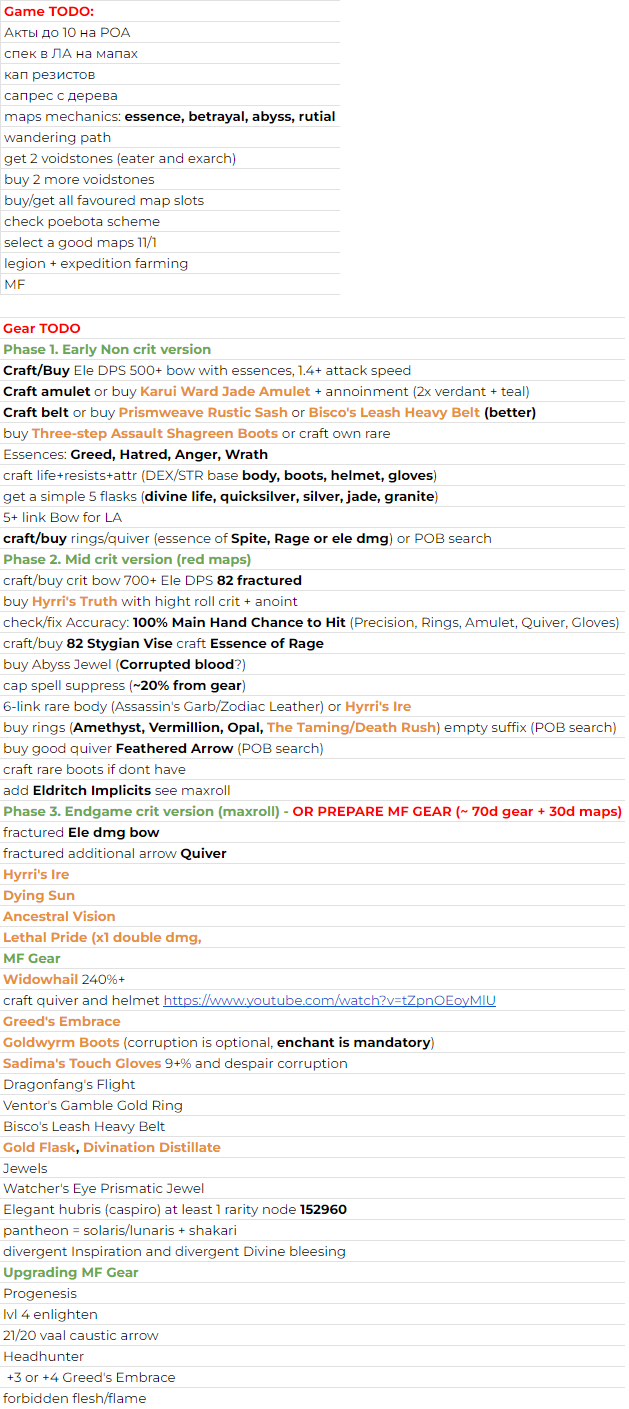 Game TODO:
Акты до 10 на РОА
спек в ЛА на мапах
кап резистов
сапрес с дерева
maps mechanics: essence, betrayal, abyss, rutial
wandering path
get 2 voidstones (eater and exarch)
buy 2 more voidstones
buy/get all favoured map slots
check poebota scheme
select a good maps 11/1
legion + expedition farming
MF
Gear TODO
Phase 1. Early Non crit version
Craft/Buy Ele DPS 500+ bow with essences, 1.4+ attack speed
Craft amulet or buy Karui Ward Jade Amulet + annoinment (2x verdant + teal)
Craft belt or buy Prismweave Rustic Sash or Bisco's Leash Heavy Belt (better)
buy Three-step Assault Shagreen Boots or craft own rare
Essences: Greed, Hatred, Anger, Wrath
craft life+resists+attr (DEX/STR base body, boots, helmet, gloves)
get a simple 5 flasks (divine life, quicksilver, silver, jade, granite)
5+ link Bow for LA
craft/buy rings/quiver (essence of Spite, Rage or ele dmg) or POB search
Phase 2. Mid crit version (red maps)
craft/buy crit bow 700+ Ele DPS 82 fractured
buy Hyrri's Truth with hight roll crit + anoint
check/fix Accuracy: 100% Main Hand Chance to Hit (Precision, Rings, Amulet, Quiver, Gloves)
craft/buy 82 Stygian Vise craft Essence of Rage
buy Abyss Jewel (Corrupted blood?)
cap spell suppress (~20% from gear)
6-link rare body (Assassin's Garb/Zodiac Leather) or Hyrri's Ire
buy rings (Amethyst, Vermillion, Opal, The Taming/Death Rush) empty suffix (POB search)
buy good quiver Feathered Arrow (POB search)
craft rare boots if dont have
add Eldritch Implicits see maxroll
Phase 3. Endgame crit version (maxroll) - OR PREPARE MF GEAR (~ 70d gear + 30d maps)
fractured Ele dmg bow
fractured additional arrow Quiver
Hyrri's Ire
Dying Sun
Ancestral Vision
Lethal Pride (x1 double dmg,
MF Gear
Widowhail 240%+
craft quiver and helmet https://www.youtube.com/watch?v=tZpnOEoyMlU
Greed's Embrace
Goldwyrm Boots (corruption is optional, enchant is mandatory)
Sadima's Touch Gloves 9+% and despair corruption
Dragonfang's Flight
Ventor's Gamble Gold Ring
Bisco's Leash Heavy Belt
Gold Flask, Divination Distillate
Jewels
Watcher's Eye Prismatic Jewel
Elegant hubris (caspiro) at least 1 rarity node 152960
pantheon = solaris/lunaris + shakari
divergent Inspiration and divergent Divine bleesing
Upgrading MF Gear
Progenesis
lvl 4 enlighten
21/20 vaal caustic arrow
Headhunter
+3 or +4 Greed's Embrace
forbidden flesh/flame